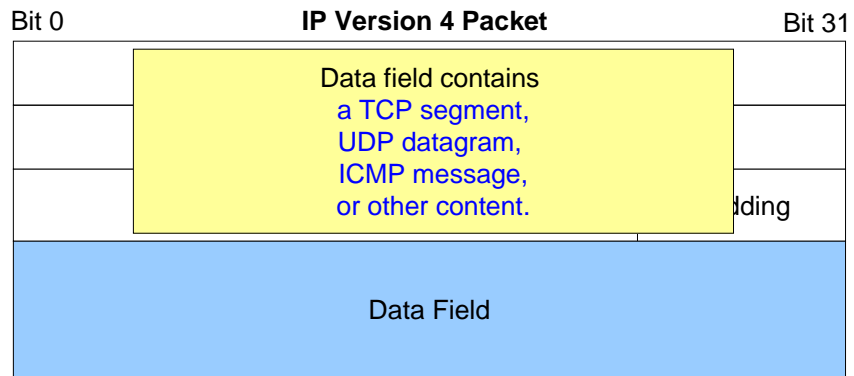 Bit 0 IP Version 4 Packet Bit 31
Data field contains
a TCP segment,
UDP datagram,
ICMP message,
or other content.
dding
Data Field